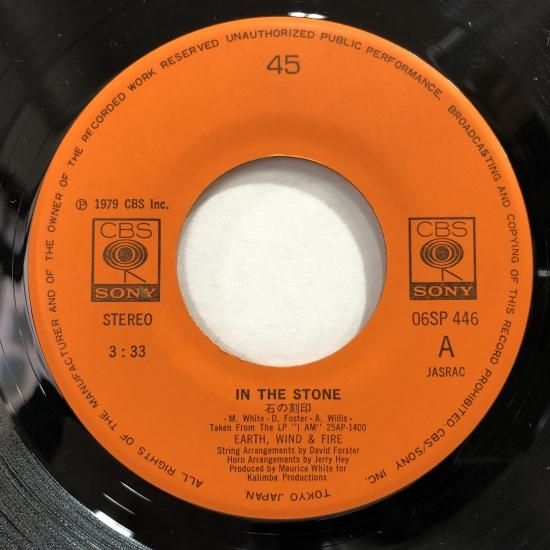 ALL RIGHTS OF THE MANUFACTURER AND OF THE OWNER OF THE RECORDED WORK RESERVED UNAUTHORIZED PUBLIC PERFORMANCE, BROADCASTING AND COPYING OF THIS RECORD PROHIBITED. CBS/SONY INC. TOKYO JAPAN.
45
℗ 1979 CBS Inc.
CBS
SONY
CBS
SONY
STEREO
06SP 446
3:33
A
JASRAC
IN THE STONE
石の刻印
- M. White - D. Foster - A. Willis -
Taken From The LP "I AM" 25AP-1400
EARTH, WIND & FIRE
String Arrangements by David Forster
Horn Arrangements by Jerry Hey
Produced by Maurice White for
Kalimba Productions